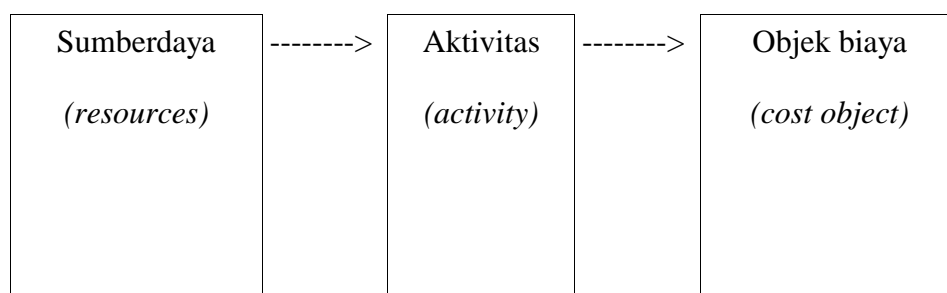 Sumberdaya --------> Aktivitas --------> Objek biaya
(resources) (activity) (cost object)